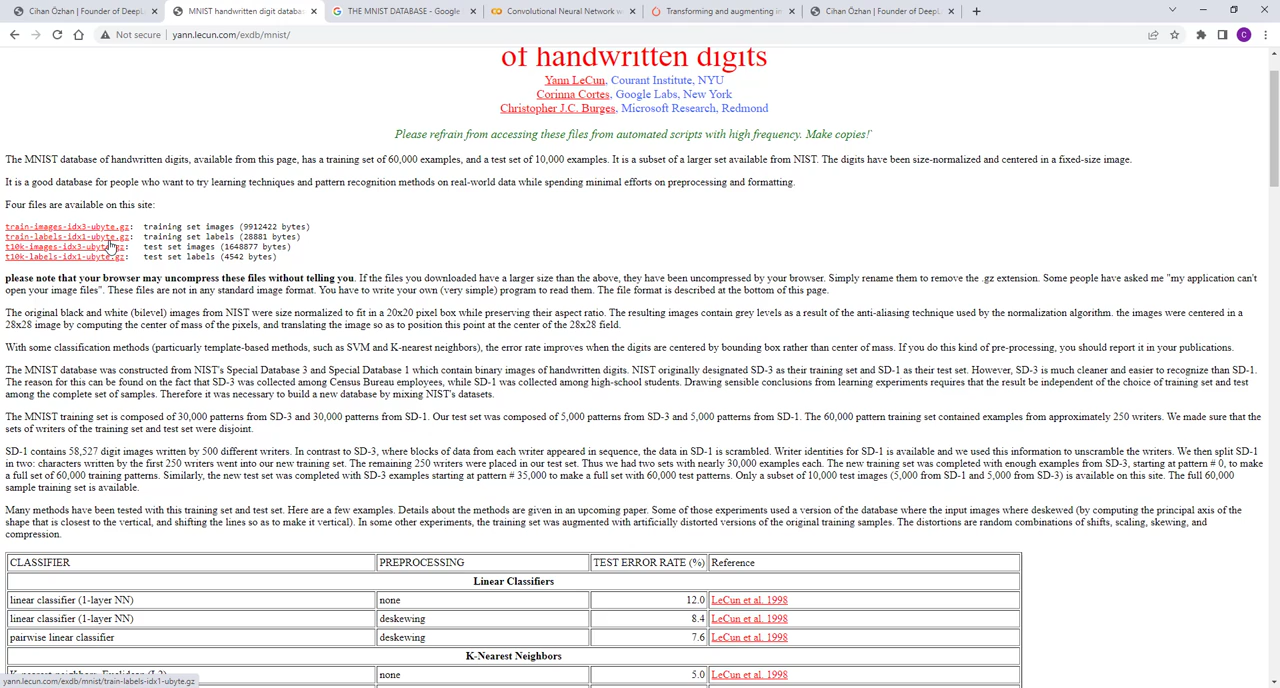 Cihan Özhan | Founder of DeepL
MNIST handwritten digit databa
THE MNIST DATABASE - Google
Convolutional Neural Network w
Transforming and augmenting i
Cihan Özhan | Founder of DeepL
Not secure
yann.lecun.com/exdb/mnist/
C
of handwritten digits
Yann LeCun, Courant Institute, NYU
Corinna Cortes, Google Labs, New York
Christopher J.C. Burges, Microsoft Research, Redmond
Please refrain from accessing these files from automated scripts with high frequency. Make copies!
The MNIST database of handwritten digits, available from this page, has a training set of 60,000 examples, and a test set of 10,000 examples. It is a subset of a larger set available from NIST. The digits have been size-normalized and centered in a fixed-size image.
It is a good database for people who want to try learning techniques and pattern recognition methods on real-world data while spending minimal efforts on preprocessing and formatting.
Four files are available on this site:
train-images-idx3-ubyte.gz: training set images (9912422 bytes)
train-labels-idx1-ubyte.gz: training set labels (28881 bytes)
t10k-images-idx3-ubyte.gz: test set images (1648877 bytes)
t10k-labels-idx1-ubyte.gz: test set labels (4542 bytes)
please note that your browser may uncompress these files without telling you. If the files you downloaded have a larger size than the above, they have been uncompressed by your browser. Simply rename them to remove the .gz extension. Some people have asked me "my application can't
open your image files". These files are not in any standard image format. You have to write your own (very simple) program to read them. The file format is described at the bottom of this page.
The original black and white (bilevel) images from NIST were size normalized to fit in a 20x20 pixel box while preserving their aspect ratio. The resulting images contain grey levels as a result of the anti-aliasing technique used by the normalization algorithm. the images were centered in a
28x28 image by computing the center of mass of the pixels, and translating the image so as to position this point at the center of the 28x28 field.
With some classification methods (particuarly template-based methods, such as SVM and K-nearest neighbors), the error rate improves when the digits are centered by bounding box rather than center of mass. If you do this kind of pre-processing, you should report it in your publications.
The MNIST database was constructed from NIST's Special Database 3 and Special Database 1 which contain binary images of handwritten digits. NIST originally designated SD-3 as their training set and SD-1 as their test set. However, SD-3 is much cleaner and easier to recognize than SD-1.
The reason for this can be found on the fact that SD-3 was collected among Census Bureau employees, while SD-1 was collected among high-school students. Drawing sensible conclusions from learning experiments requires that the result be independent of the choice of training set and test
among the complete set of samples. Therefore it was necessary to build a new database by mixing NIST's datasets.
The MNIST training set is composed of 30,000 patterns from SD-3 and 30,000 patterns from SD-1. Our test set was composed of 5,000 patterns from SD-3 and 5,000 patterns from SD-1. The 60,000 pattern training set contained examples from approximately 250 writers. We made sure that the
sets of writers of the training set and test set were disjoint.
SD-1 contains 58,527 digit images written by 500 different writers. In contrast to SD-3, where blocks of data from each writer appeared in sequence, the data in SD-1 is scrambled. Writer identities for SD-1 is available and we used this information to unscramble the writers. We then split SD-1
in two: characters written by the first 250 writers went into our new training set. The remaining 250 writers were placed in our test set. Thus we had two sets with nearly 30,000 examples each. The new training set was completed with enough examples from SD-3, starting at pattern # 0, to make
a full set of 60,000 training patterns. Similarly, the new test set was completed with SD-3 examples starting at pattern # 35,000 to make a full set with 60,000 test patterns. Only a subset of 10,000 test images (5,000 from SD-1 and 5,000 from SD-3) is available on this site. The full 60,000
sample training set is available.
Many methods have been tested with this training set and test set. Here are a few examples. Details about the methods are given in an upcoming paper. Some of those experiments used a version of the database where the input images where deskewed (by computing the principal axis of the
shape that is closest to the vertical, and shifting the lines so as to make it vertical). In some other experiments, the training set was augmented with artificially distorted versions of the original training samples. The distortions are random combinations of shifts, scaling, skewing, and
compression.
CLASSIFIER PREPROCESSING TEST ERROR RATE (%) Reference
Linear Classifiers
linear classifier (1-layer NN) none 12.0 LeCun et al. 1998
linear classifier (1-layer NN) deskewing 8.4 LeCun et al. 1998
pairwise linear classifier deskewing 7.6 LeCun et al. 1998
K-Nearest Neighbors
K-nearest-neighbors, Euclidean (L2) none 5.0 LeCun et al. 1998
yann.lecun.com/exdb/mnist/train-labels-idx1-ubyte.gz